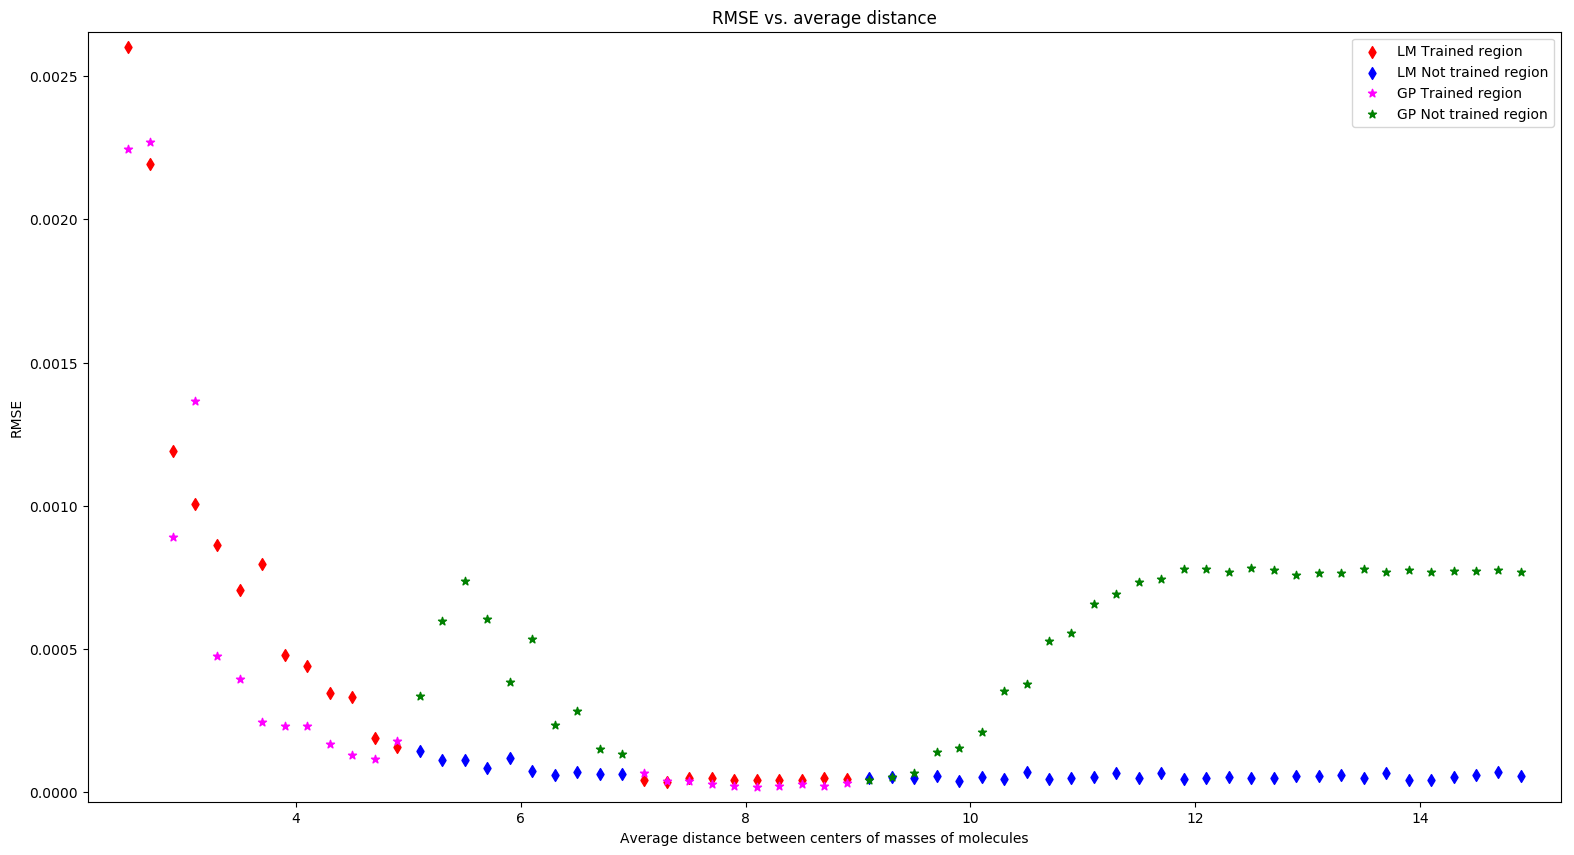 RMSE vs. average distance
LM Trained region
LM Not trained region
GP Trained region
GP Not trained region
0.0025
0.0020
0.0015
0.0010
0.0005
0.0000
RMSE
4 6 8 10 12 14
Average distance between centers of masses of molecules